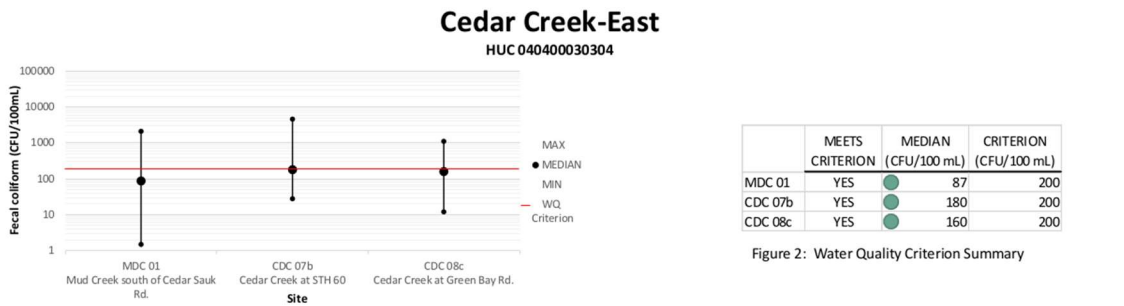 Cedar Creek-East
HUC 040400030304
Fecal coliform (CFU/100mL)
100000
10000
1000
100
10
1
MDC 01
Mud Creek south of Cedar Sauk
Rd.
CDC 07b
Cedar Creek at STH 60
CDC 08c
Cedar Creek at Green Bay Rd.
Site
MAX
MEDIAN
MIN
WQ
Criterion
MEETS CRITERION MEDIAN (CFU/100 mL) CRITERION (CFU/100 mL)
MDC 01 YES 87 200
CDC 07b YES 180 200
CDC 08c YES 160 200
Figure 2: Water Quality Criterion Summary